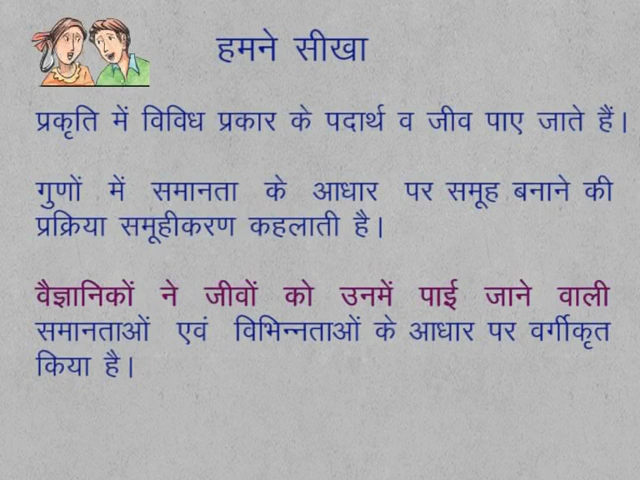 हमने सीखा
प्रकृति में विविध प्रकार के पदार्थ व जीव पाए जाते हैं।
गुणों में समानता के आधार पर समूह बनाने की
प्रक्रिया समूहीकरण कहलाती है।
वैज्ञानिकों ने जीवों को उनमें पाई जाने वाली
समानताओं एवं विभिन्नताओं के आधार पर वर्गीकृत
किया है।